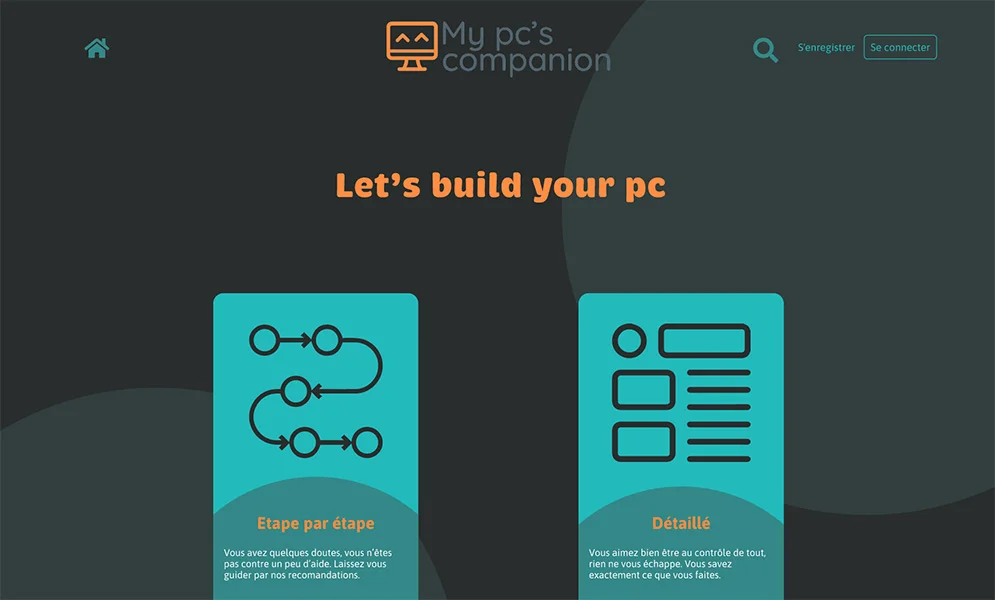 My pc’s
companion
S'enregistrer
Se connecter
Let’s build your pc
Etape par étape
Vous avez quelques doutes, vous n’êtes
pas contre un peu d’aide. Laissez vous
guider par nos recomandations.
Détaillé
Vous aimez bien être au contrôle de tout,
rien ne vous échappe. Vous savez
exactement ce que vous faites.